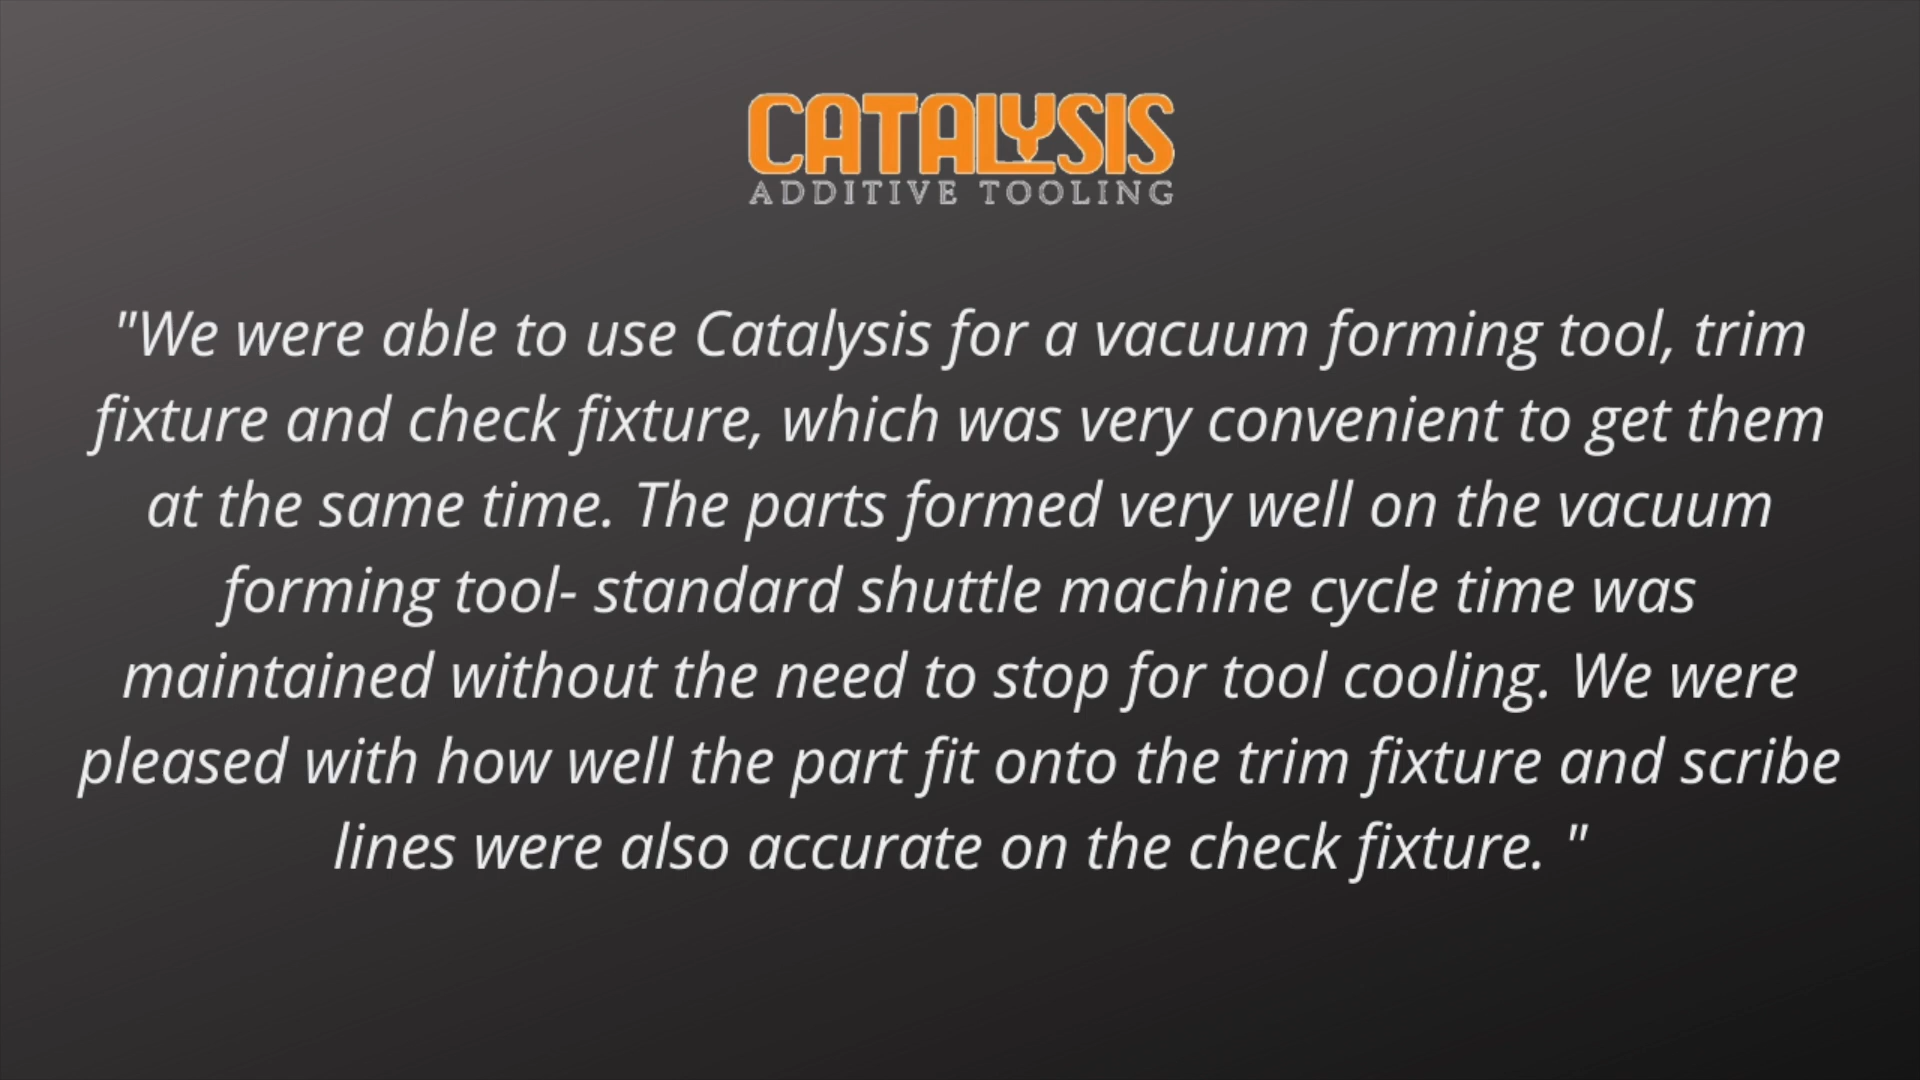 CATALYSIS
ADDITIVE TOOLING
"We were able to use Catalysis for a vacuum forming tool, trim
fixture and check fixture, which was very convenient to get them
at the same time. The parts formed very well on the vacuum
forming tool- standard shuttle machine cycle time was
maintained without the need to stop for tool cooling. We were
pleased with how well the part fit onto the trim fixture and scribe
lines were also accurate on the check fixture. "